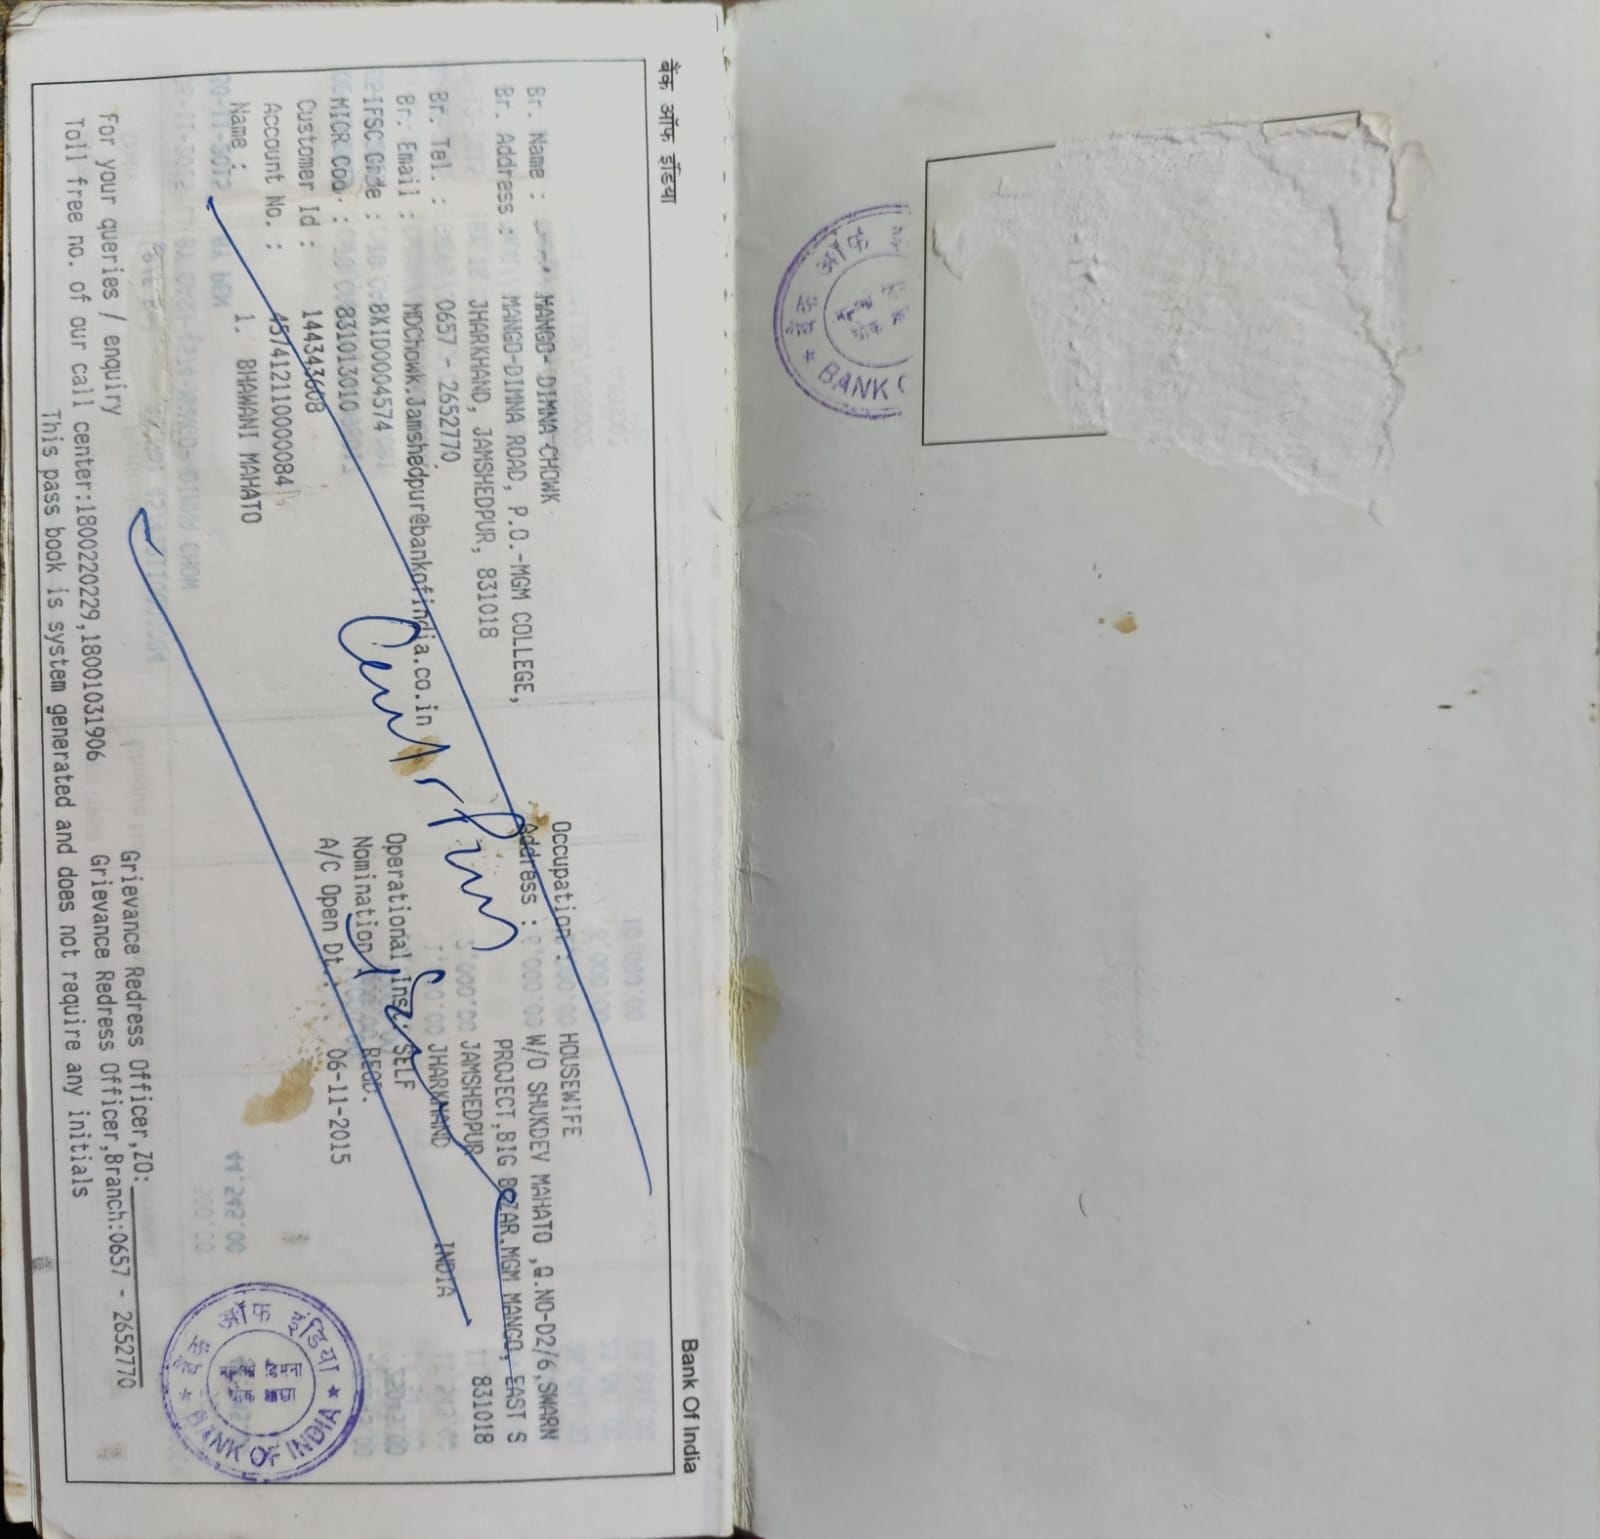 बैंक ऑफ इंडिया
Bank Of India
Br. Name : MANGO- DIMNA CHOWK
Br. Address : MANGO-DIMNA ROAD, P.O.-MGM COLLEGE,
JHARKHAND, JAMSHEDPUR, 831018
Br. Tel. : 0657 - 2652770
Br. Email : MDChowk.Jamshedpur@bankofindia.co.in
IFSC Code : BKID0004574
MICR Cod. : 831013010
Customer Id : 144343608
Account No. : 457412110000084
Name : 1. BHAWANI MAHATO
Occupation : HOUSEWIFE
Address : W/O SHUKDEV MAHATO ,Q.NO-D2/6,SWARN
PROJECT,BIG BAZAR.MGM MANGO, EAST S
JAMSHEDPUR 831018
JHARKHAND INDIA
Operational Ins.: SELF
Nomination REGD.
A/C Open Dt.: 06-11-2015
For your queries / enquiry
Toll free no. of our call center:1800220229,18001031906
Grievance Redress Officer,ZO:
Grievance Redress Officer,Branch:0657 - 2652770
This pass book is system generated and does not require any initials
बैंक ऑफ इंडिया
BANK OF INDIA
बैंक ऑफ
BANK